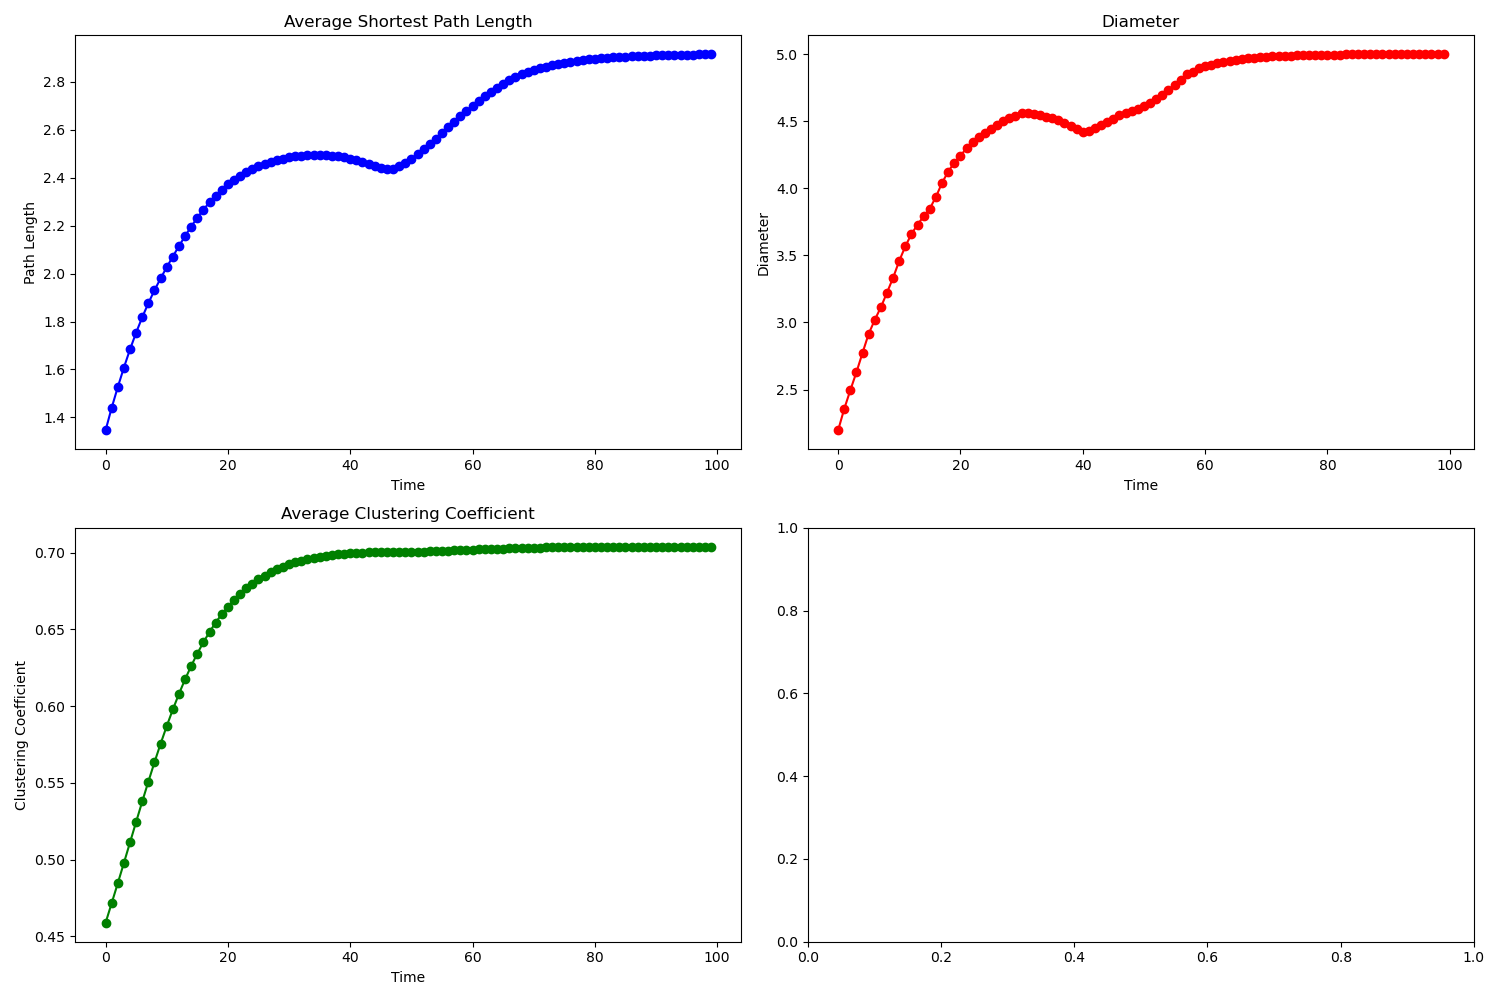 Average Shortest Path Length
Path Length
2.8
2.6
2.4
2.2
2.0
1.8
1.6
1.4
0 20 40 60 80 100
Time
Diameter
Diameter
5.0
4.5
4.0
3.5
3.0
2.5
0 20 40 60 80 100
Time
Average Clustering Coefficient
Clustering Coefficient
0.70
0.65
0.60
0.55
0.50
0.45
0 20 40 60 80 100
Time
1.0
0.8
0.6
0.4
0.2
0.0
0.0 0.2 0.4 0.6 0.8 1.0